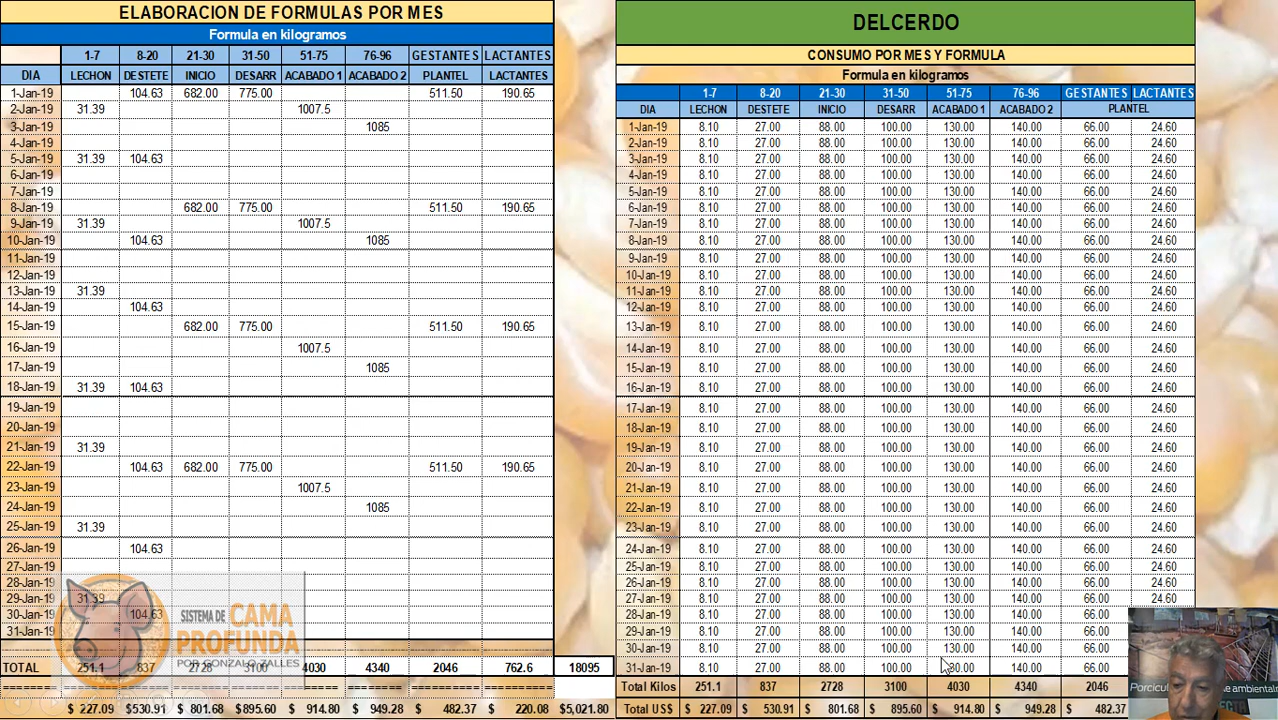 ELABORACION DE FORMULAS POR MES
Formula en kilogramos
1-7 8-20 21-30 31-50 51-75 76-96 GESTANTES LACTANTES
DIA LECHON DESTETE INICIO DESARR ACABADO 1 ACABADO 2 PLANTEL LACTANTES
1-Jan-19 104.63 682.00 775.00 511.50 190.65
2-Jan-19 31.39 1007.5
3-Jan-19 1085
4-Jan-19
5-Jan-19 31.39 104.63
6-Jan-19
7-Jan-19
8-Jan-19 682.00 775.00 511.50 190.65
9-Jan-19 31.39 1007.5
10-Jan-19 104.63 1085
11-Jan-19
12-Jan-19
13-Jan-19 31.39
14-Jan-19 104.63
15-Jan-19 682.00 775.00 511.50 190.65
16-Jan-19 1007.5
17-Jan-19 1085
18-Jan-19 31.39 104.63
19-Jan-19
20-Jan-19
21-Jan-19 31.39
22-Jan-19 104.63 682.00 775.00 511.50 190.65
23-Jan-19 1007.5
24-Jan-19 1085
25-Jan-19 31.39
26-Jan-19 104.63
27-Jan-19
28-Jan-19
29-Jan-19 31.39
30-Jan-19 104.63
31-Jan-19
TOTAL 251.1 837 2728 3100 4030 4340 2046 762.6 18095
$ 227.09 $530.91 $ 801.68 $ 895.60 $ 914.80 $ 949.28 $ 482.37 $ 220.08 $5,021.80
SISTEMA DE CAMA
PROFUNDA
POR GONZALO ZALLES
DELCERDO
CONSUMO POR MES Y FORMULA
Formula en kilogramos
1-7 8-20 21-30 31-50 51-75 76-96 GESTANTES LACTANTES
DIA LECHON DESTETE INICIO DESARR ACABADO 1 ACABADO 2 PLANTEL
1-Jan-19 8.10 27.00 88.00 100.00 130.00 140.00 66.00 24.60
2-Jan-19 8.10 27.00 88.00 100.00 130.00 140.00 66.00 24.60
3-Jan-19 8.10 27.00 88.00 100.00 130.00 140.00 66.00 24.60
4-Jan-19 8.10 27.00 88.00 100.00 130.00 140.00 66.00 24.60
5-Jan-19 8.10 27.00 88.00 100.00 130.00 140.00 66.00 24.60
6-Jan-19 8.10 27.00 88.00 100.00 130.00 140.00 66.00 24.60
7-Jan-19 8.10 27.00 88.00 100.00 130.00 140.00 66.00 24.60
8-Jan-19 8.10 27.00 88.00 100.00 130.00 140.00 66.00 24.60
9-Jan-19 8.10 27.00 88.00 100.00 130.00 140.00 66.00 24.60
10-Jan-19 8.10 27.00 88.00 100.00 130.00 140.00 66.00 24.60
11-Jan-19 8.10 27.00 88.00 100.00 130.00 140.00 66.00 24.60
12-Jan-19 8.10 27.00 88.00 100.00 130.00 140.00 66.00 24.60
13-Jan-19 8.10 27.00 88.00 100.00 130.00 140.00 66.00 24.60
14-Jan-19 8.10 27.00 88.00 100.00 130.00 140.00 66.00 24.60
15-Jan-19 8.10 27.00 88.00 100.00 130.00 140.00 66.00 24.60
16-Jan-19 8.10 27.00 88.00 100.00 130.00 140.00 66.00 24.60
17-Jan-19 8.10 27.00 88.00 100.00 130.00 140.00 66.00 24.60
18-Jan-19 8.10 27.00 88.00 100.00 130.00 140.00 66.00 24.60
19-Jan-19 8.10 27.00 88.00 100.00 130.00 140.00 66.00 24.60
20-Jan-19 8.10 27.00 88.00 100.00 130.00 140.00 66.00 24.60
21-Jan-19 8.10 27.00 88.00 100.00 130.00 140.00 66.00 24.60
22-Jan-19 8.10 27.00 88.00 100.00 130.00 140.00 66.00 24.60
23-Jan-19 8.10 27.00 88.00 100.00 130.00 140.00 66.00 24.60
24-Jan-19 8.10 27.00 88.00 100.00 130.00 140.00 66.00 24.60
25-Jan-19 8.10 27.00 88.00 100.00 130.00 140.00 66.00 24.60
26-Jan-19 8.10 27.00 88.00 100.00 130.00 140.00 66.00 24.60
27-Jan-19 8.10 27.00 88.00 100.00 130.00 140.00 66.00 24.60
28-Jan-19 8.10 27.00 88.00 100.00 130.00 140.00 66.00
29-Jan-19 8.10 27.00 88.00 100.00 130.00 140.00 66.00
30-Jan-19 8.10 27.00 88.00 100.00 130.00 140.00 66.00
31-Jan-19 8.10 27.00 88.00 100.00 130.00 140.00 66.00
Total Kilos 251.1 837 2728 3100 4030 4340 2046
Total US$ $ 227.09 $ 530.91 $ 801.68 $ 895.60 $ 914.80 $ 949.28 $ 482.37